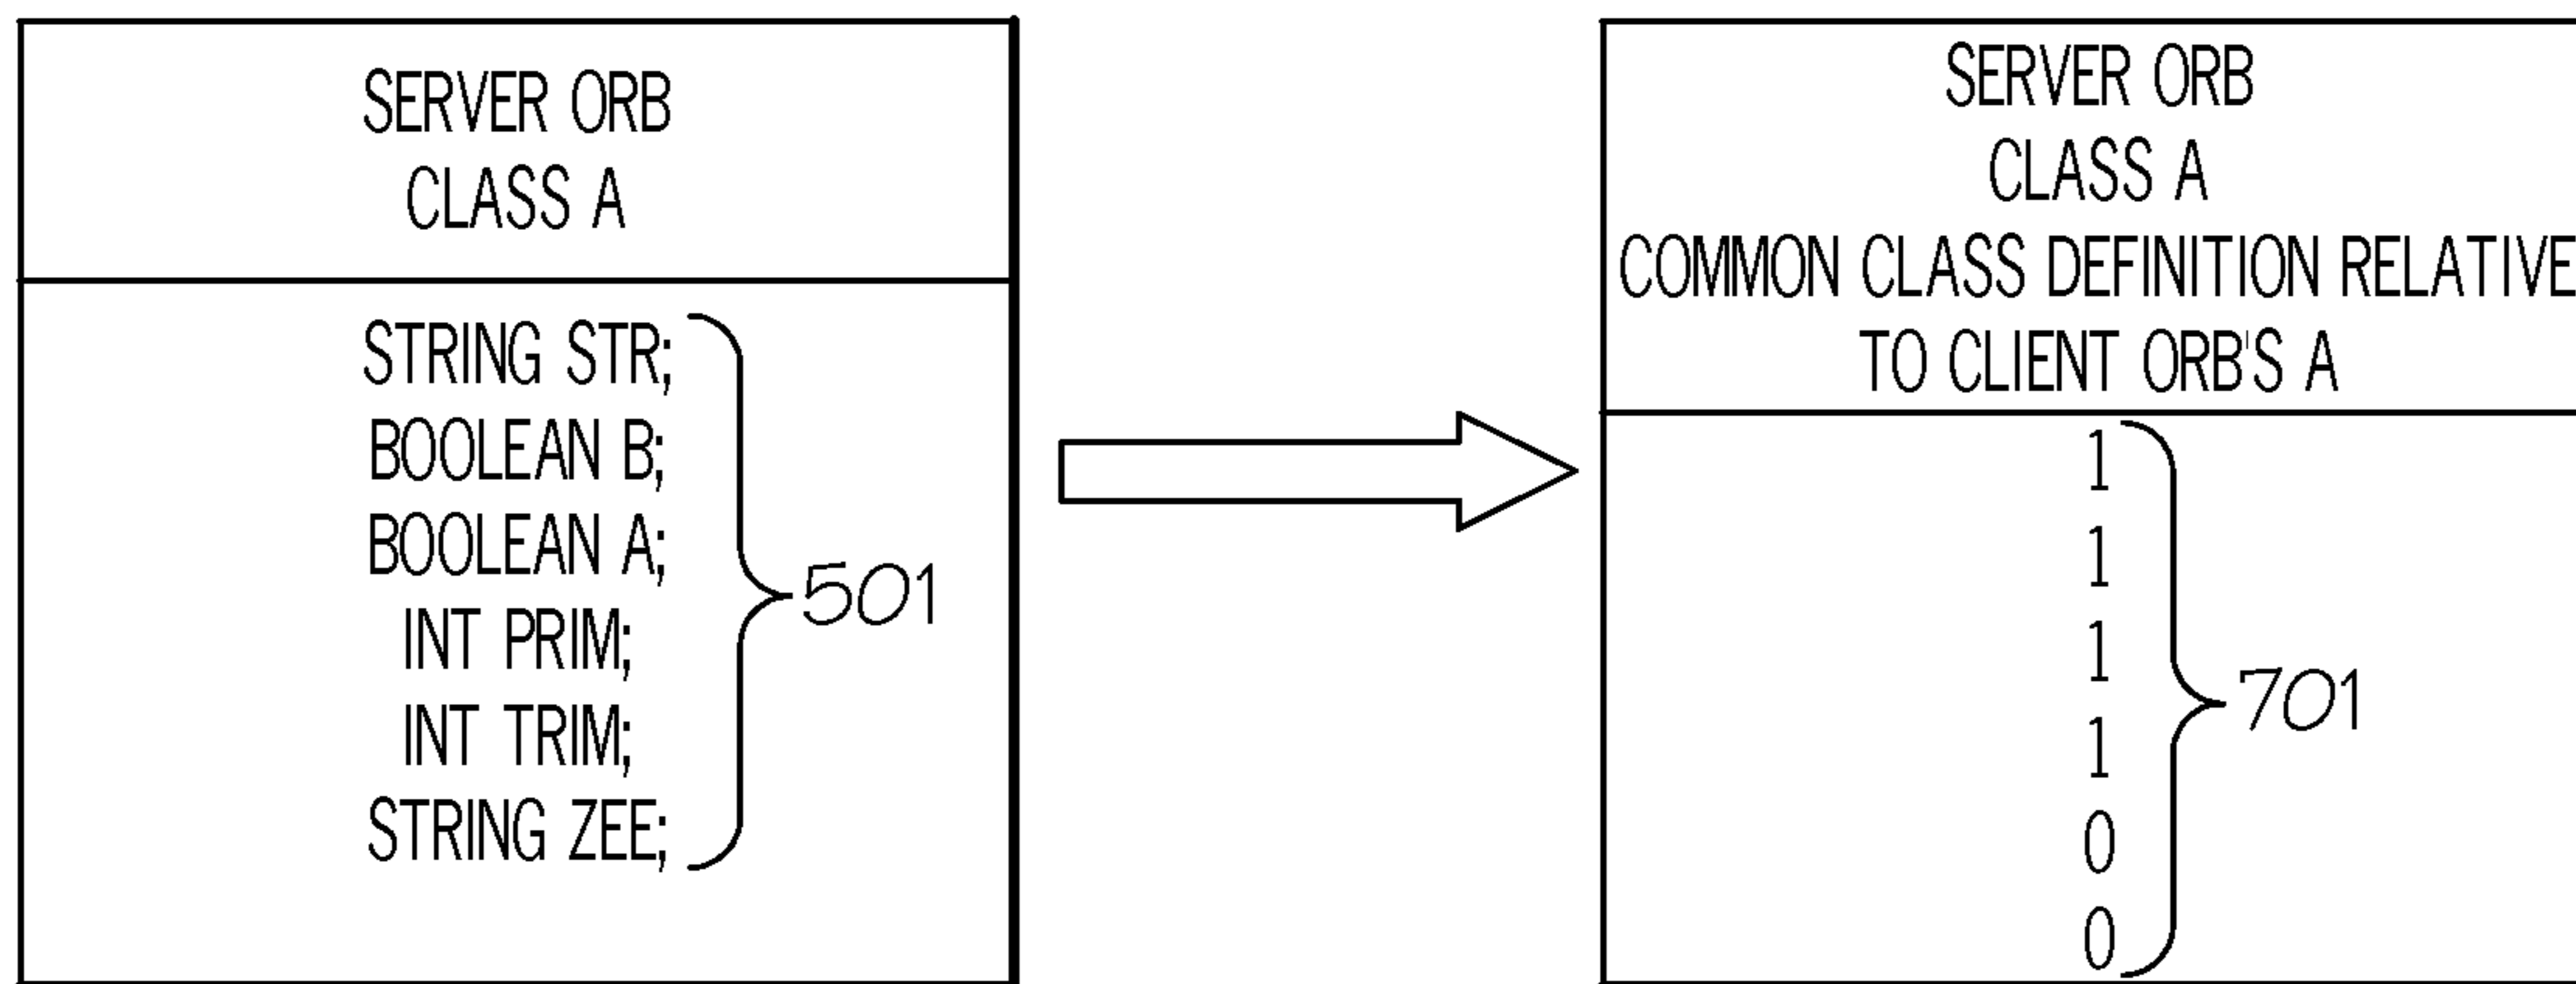 SERVER ORB
CLASS A
STRING STR;
BOOLEAN B;
BOOLEAN A;
INT PRIM;
INT TRIM;
STRING ZEE;
501
SERVER ORB
CLASS A
COMMON CLASS DEFINITION RELATIVE
TO CLIENT ORB'S A
1
1
1
1
0
0
701